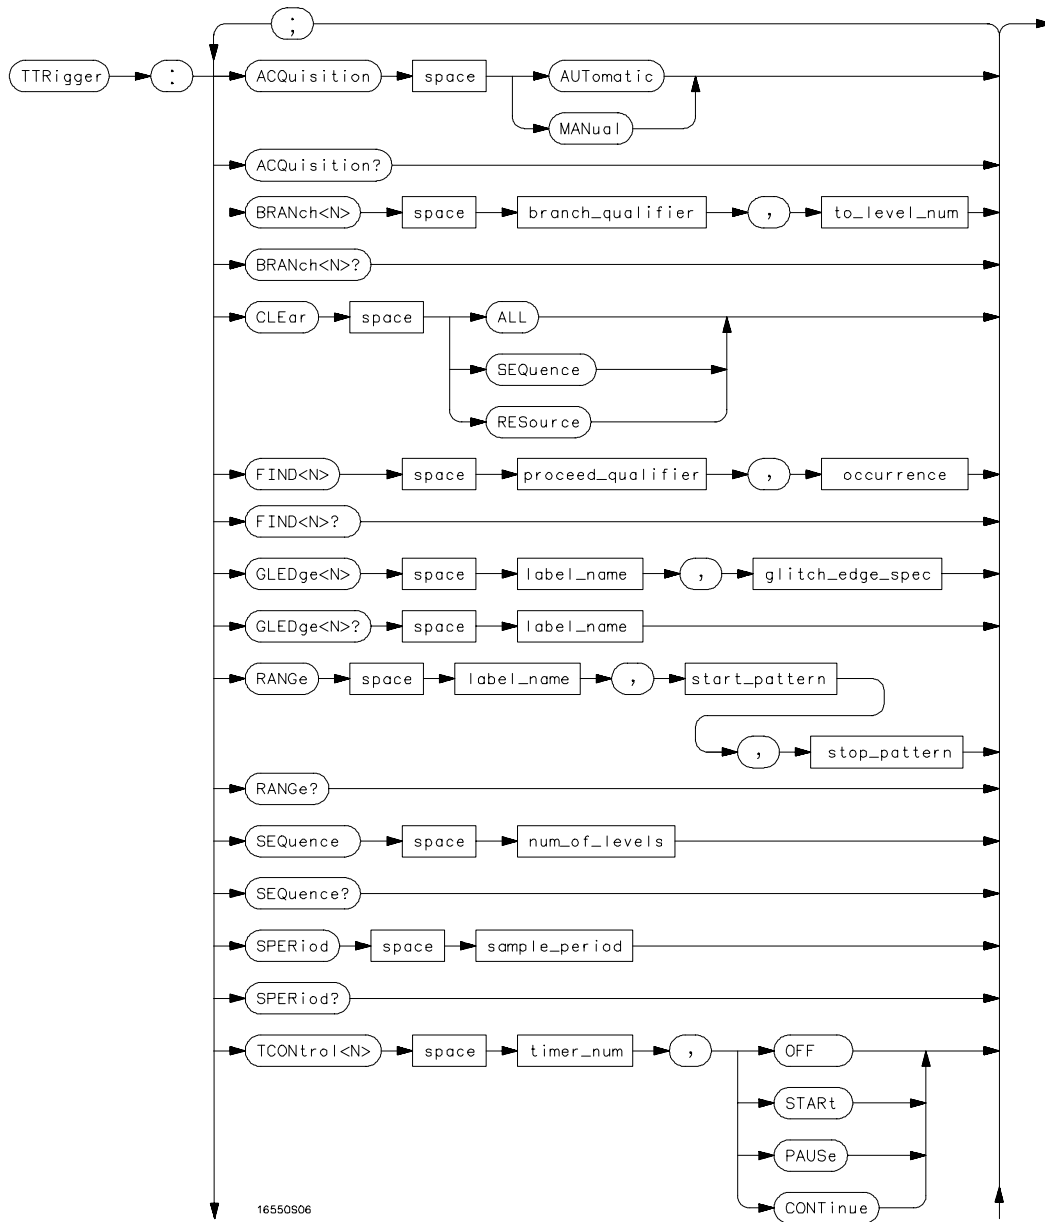 ;
TTRigger : ACQuisition space AUTomatic
MANual
ACQuisition?
BRANch<N> space branch_qualifier , to_level_num
BRANch<N>?
CLEar space ALL
SEQuence
RESource
FIND<N> space proceed_qualifier , occurrence
FIND<N>?
GLEDge<N> space label_name , glitch_edge_spec
GLEDge<N>? space label_name
RANGe space label_name , start_pattern
, stop_pattern
RANGe?
SEQuence space num_of_levels
SEQuence?
SPERiod space sample_period
SPERiod?
TCONtrol<N> space timer_num , OFF
STARt
PAUSe
CONTinue
16550S06